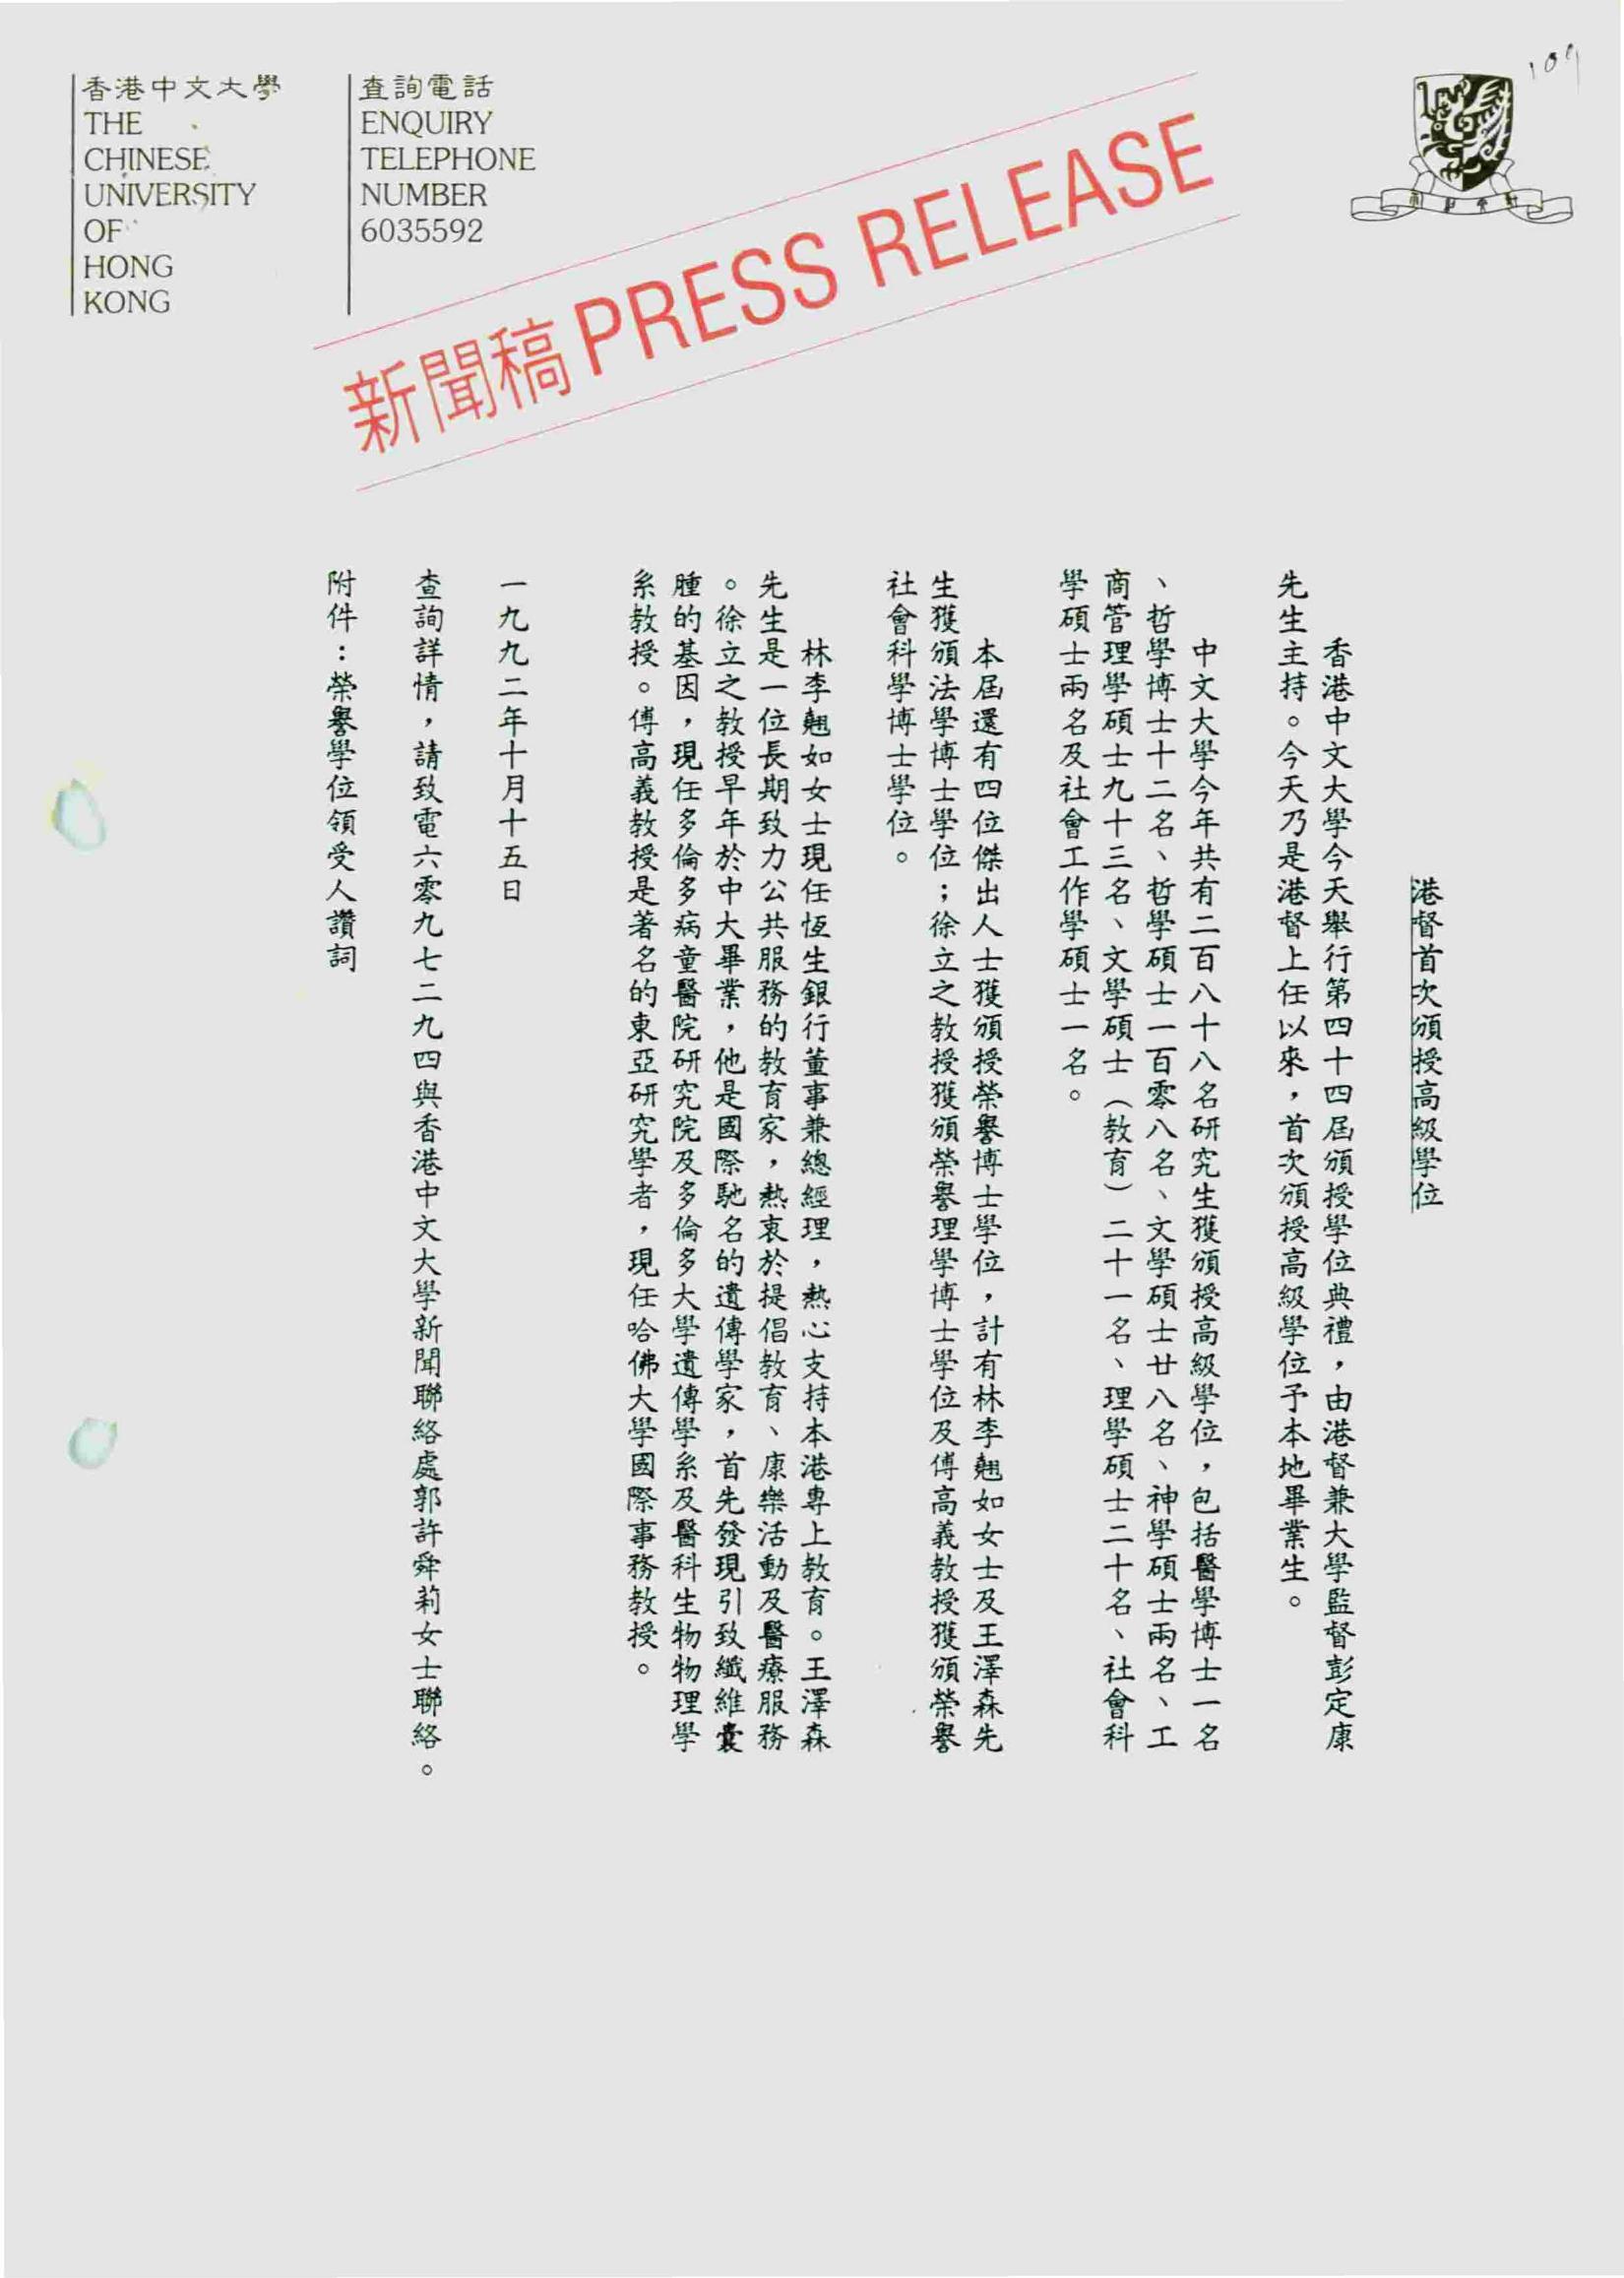 香港中文大學
THE
CHINESE
UNIVERSITY
OF
HONG
KONG
查詢電話
ENQUIRY
TELEPHONE
NUMBER
6035592
109
新聞稿 PRESS RELEASE
港督首次頒授高級學位
香港中文大學今天舉行第四十四屆頒授學位典禮，由港督兼大學監督彭定康
先生主持。今天乃是港督上任以來，首次頒授高級學位予本地畢業生。
中文大學今年共有二百八十八名研究生獲頒授高級學位，包括醫學博士一名
、哲學博士十二名、哲學碩士一百零八名、文學碩士廿八名、神學碩士兩名、工
商管理學碩士九十三名、文學碩士（教育）二十一名、理學碩士二十名、社會科
學碩士兩名及社會工作學碩士一名。
本屆還有四位傑出人士獲頒授榮譽博士學位，計有林李翹如女士及王澤森先
生獲頒法學博士學位；徐立之教授獲頒榮譽理學博士學位及傅高義教授獲頒榮譽
社會科學博士學位。
林李翹如女士現任恆生銀行董事兼總經理，熱心支持本港專上教育。王澤森
先生是一位長期致力公共服務的教育家，熱衷於提倡教育、康樂活動及醫療服務
。徐立之教授早年於中大畢業，他是國際馳名的遺傳學家，首先發現引致纖維囊
腫的基因，現任多倫多病童醫院研究院及多倫多大學遺傳學系及醫科生物物理學
系教授。傅高義教授是著名的東亞研究學者，現任哈佛大學國際事務教授。
一九九二年十月十五日
查詢詳情，請致電六零九七二九四與香港中文大學新聞聯絡處郭許舜莉女士聯絡。
附件：榮譽學位領受人讚詞